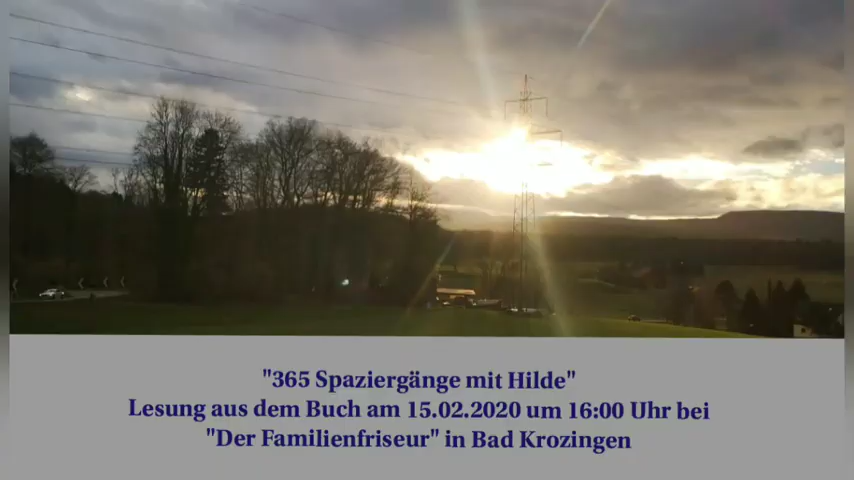 "365 Spaziergänge mit Hilde"
Lesung aus dem Buch am 15.02.2020 um 16:00 Uhr bei
"Der Familienfriseur" in Bad Krozingen